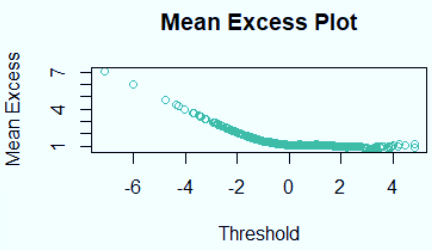 Mean Excess Plot
Mean Excess
7
4
1
-6 -4 -2 0 2 4
Threshold